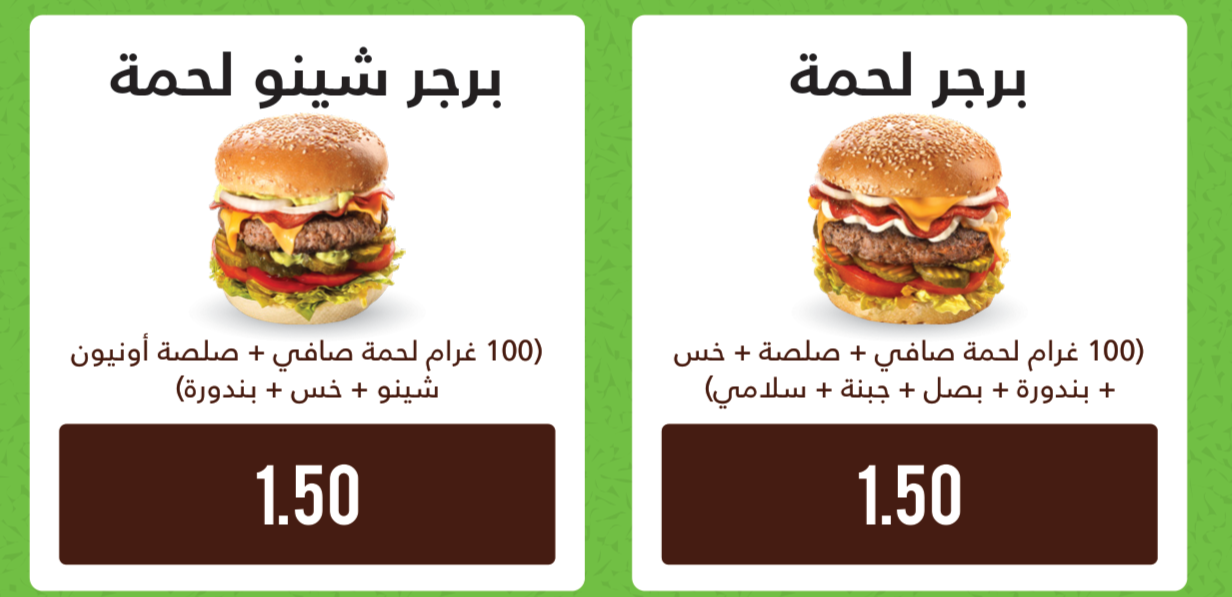 برجر لحمة
(100 غرام لحمة صافي + صلصة + خس
+ بندورة + بصل + جبنة + سلامي)
1.50
برجر شينو لحمة
(100 غرام لحمة صافي + صلصة أونيون
شينو + خس + بندورة)
1.50